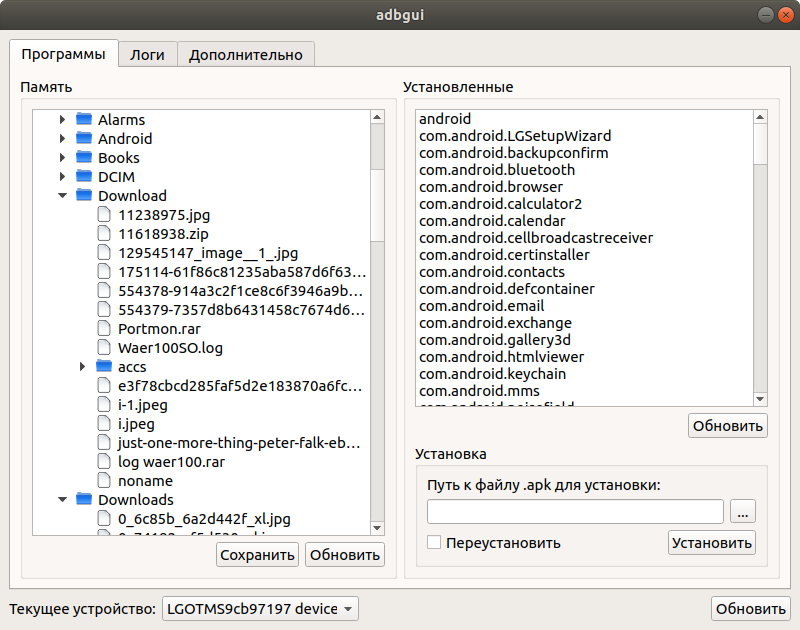 adbgui
Программы
Логи
Дополнительно
Память
Alarms
Android
Books
DCIM
Download
11238975.jpg
11618938.zip
129545147_image__1_.jpg
175114-61f86c81235aba587d6f63...
554378-914a3c2f1ce8c6f3946a9b...
554379-7357d8b6431458c7674d6...
Portmon.rar
Waer100SO.log
accs
e3f78cbcd285faf5d2e183870a6fc...
i-1.jpeg
i.jpeg
just-one-more-thing-peter-falk-eb...
log waer100.rar
noname
Downloads
0_6c85b_6a2d442f_xl.jpg
Сохранить
Обновить
Установленные
android
com.android.LGSetupWizard
com.android.backupconfirm
com.android.bluetooth
com.android.browser
com.android.calculator2
com.android.calendar
com.android.cellbroadcastreceiver
com.android.certinstaller
com.android.contacts
com.android.defcontainer
com.android.email
com.android.exchange
com.android.gallery3d
com.android.htmlviewer
com.android.keychain
com.android.mms
Обновить
Установка
Путь к файлу .apk для установки:
...
Переустановить
Установить
Текущее устройство:
LGOTMS9cb97197 device
Обновить